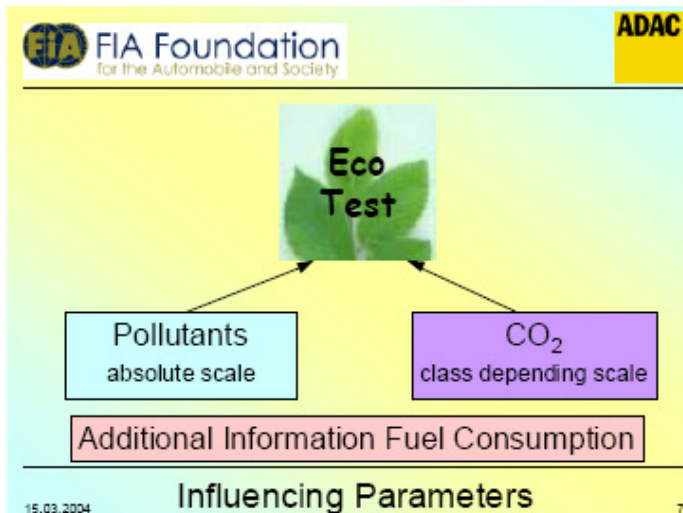 FIA FIA Foundation
for the Automobile and Society
ADAC
Eco
Test
Pollutants
absolute scale
CO₂
class depending scale
Additional Information Fuel Consumption
15.03.2004
Influencing Parameters
7